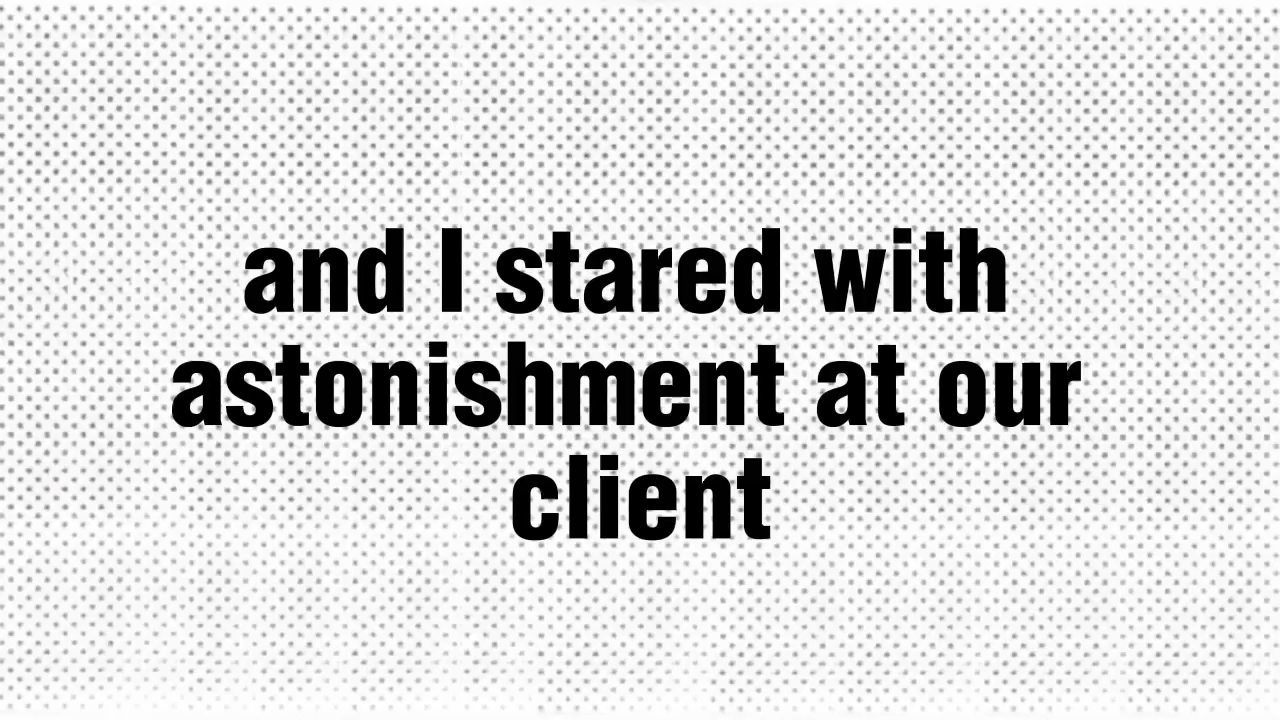 and I stared with
astonishment at our
client